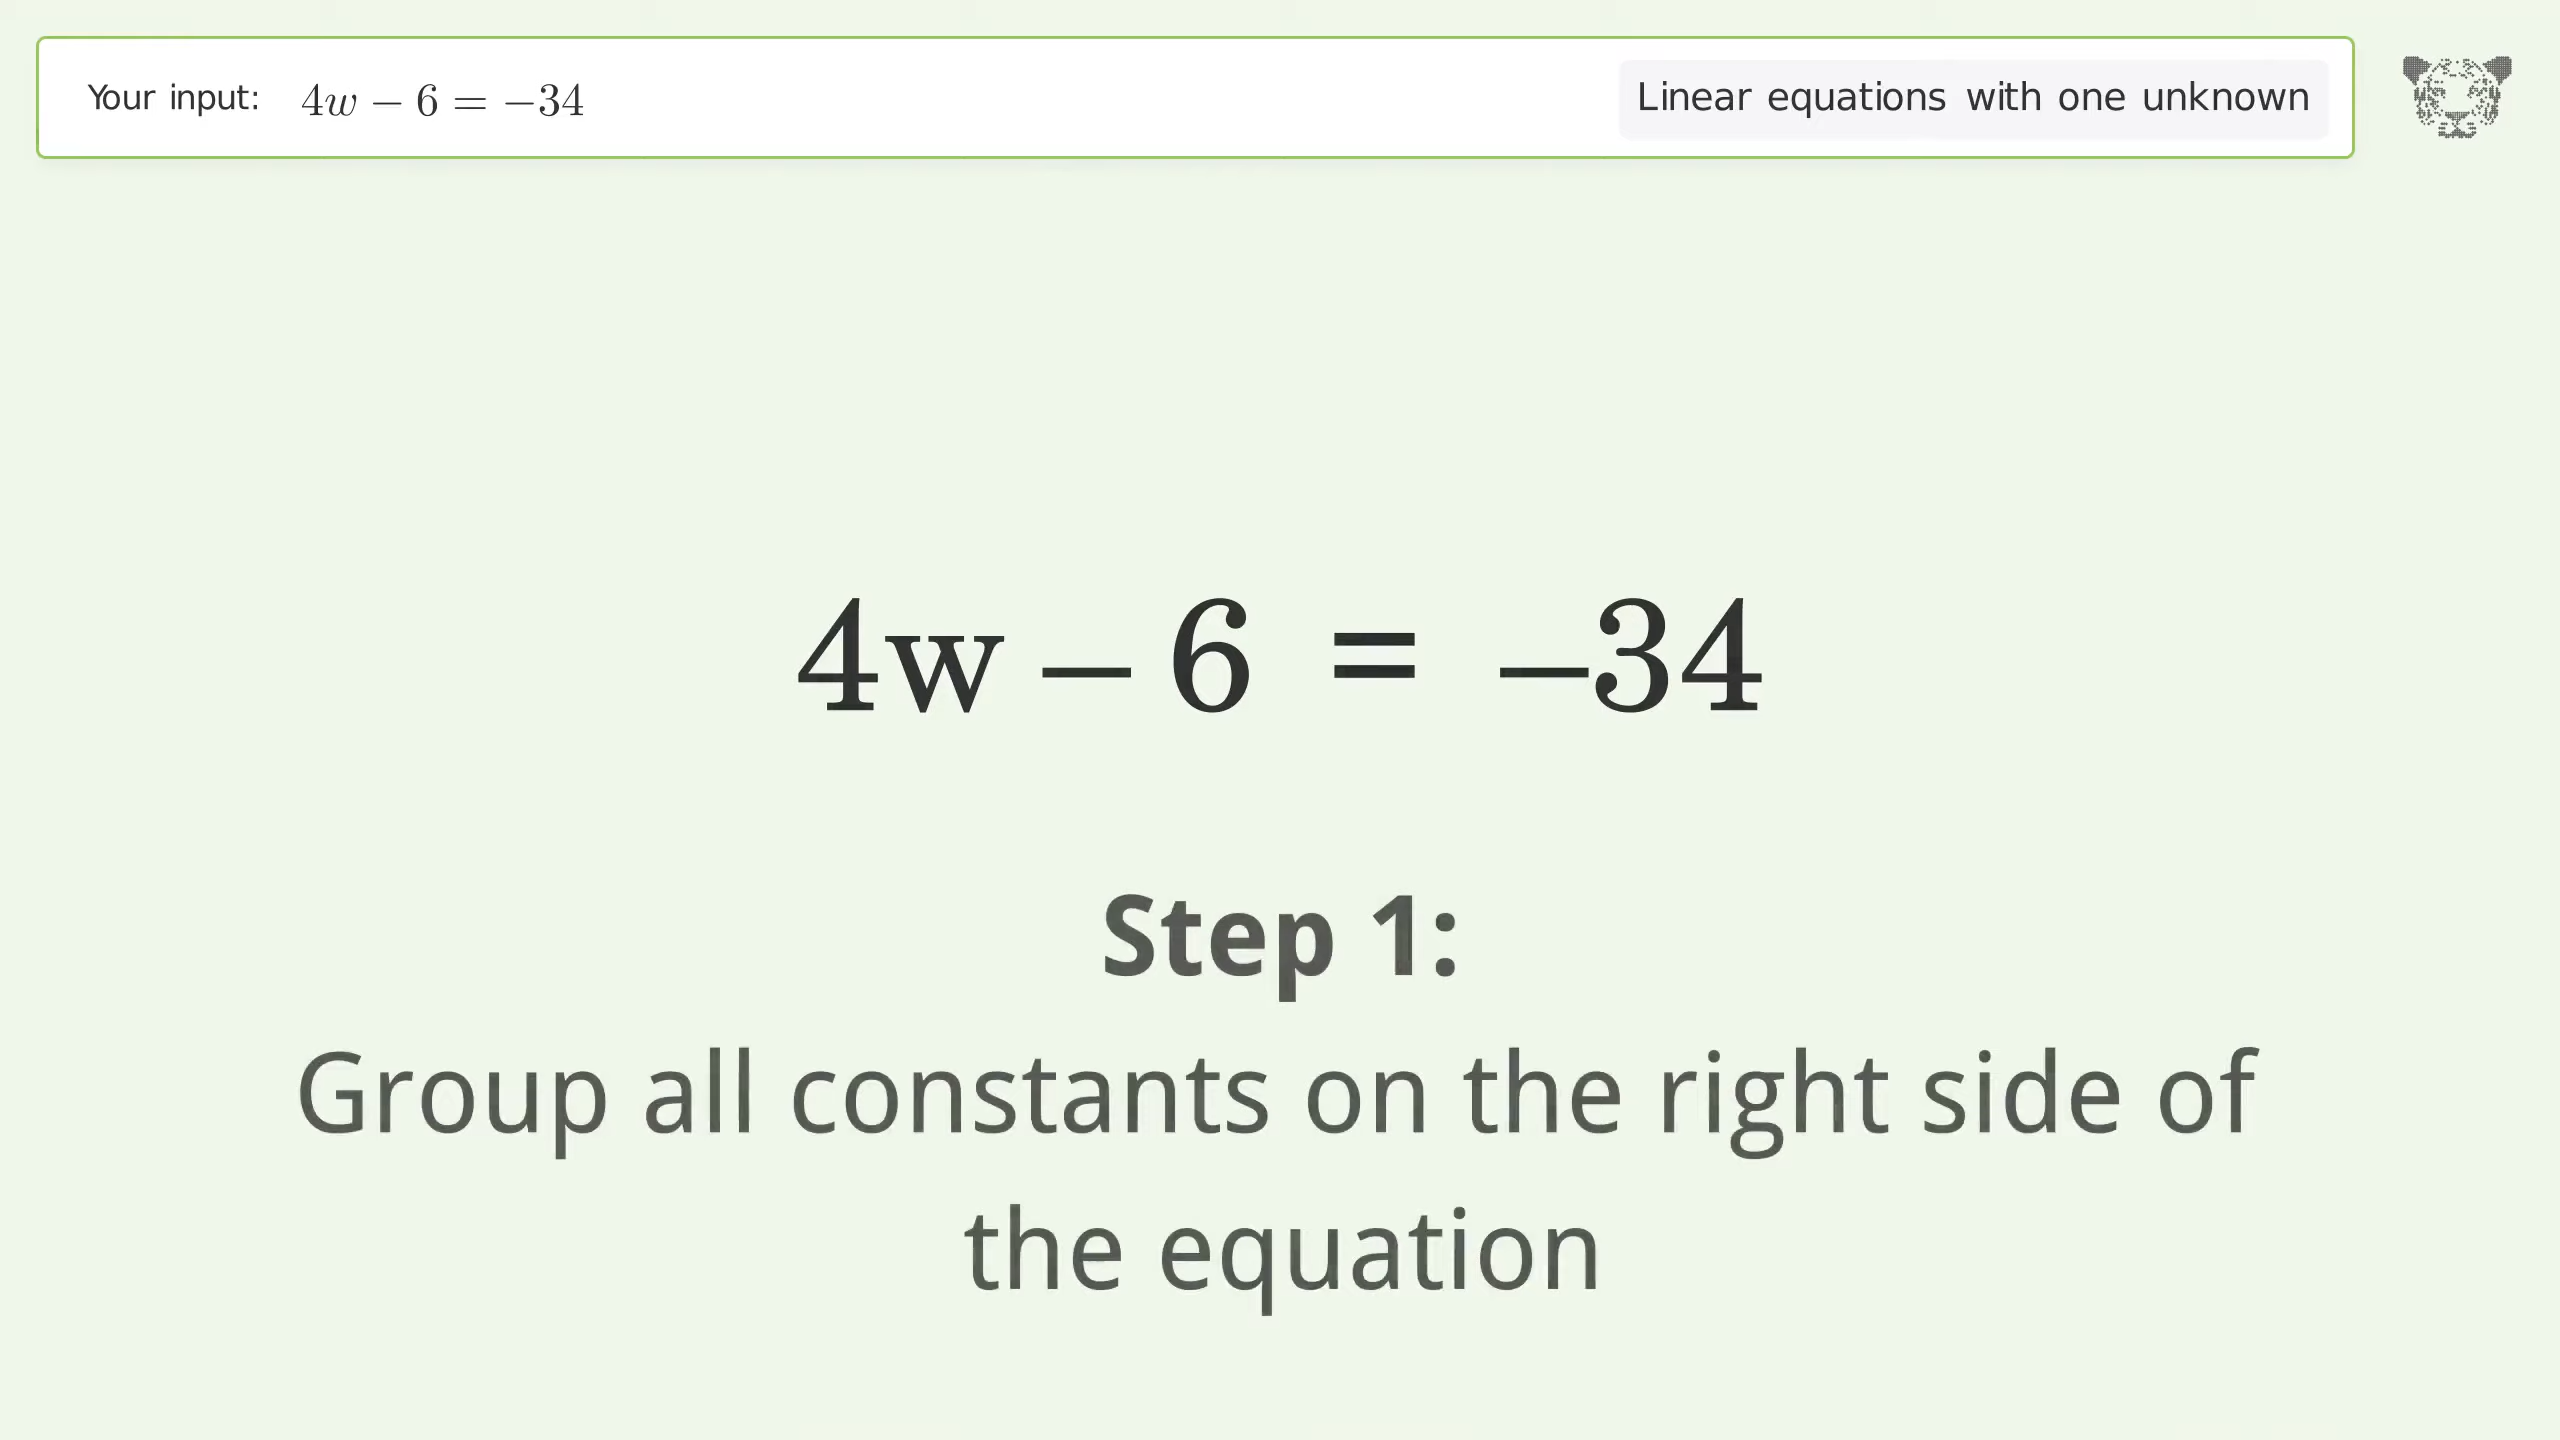 Your input: 4w − 6 = −34
Linear equations with one unknown
4w – 6 = –34
Step 1:
Group all constants on the right side of
the equation